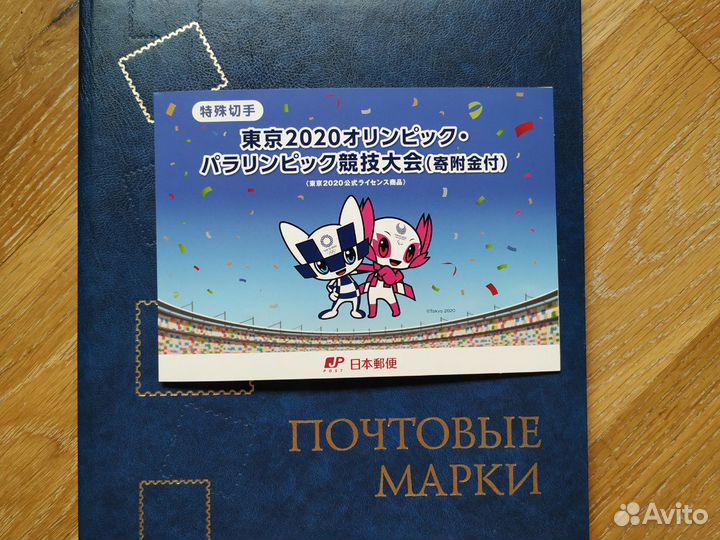 特殊切手
東京2020オリンピック・
パラリンピック競技大会(寄附金付)
(東京2020公式ライセンス商品)
©Tokyo 2020
JP
POST
日本郵便
ПОЧТОВЫЕ
МАРКИ
Avito